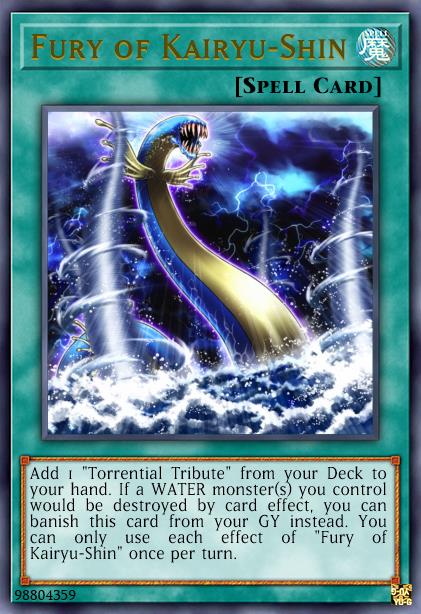 Fury of Kairyu-Shin
魔
[Spell Card]
Add 1 "Torrential Tribute" from your Deck to
your hand. If a WATER monster(s) you control
would be destroyed by card effect, you can
banish this card from your GY instead. You
can only use each effect of "Fury of
Kairyu-Shin" once per turn.
98804359